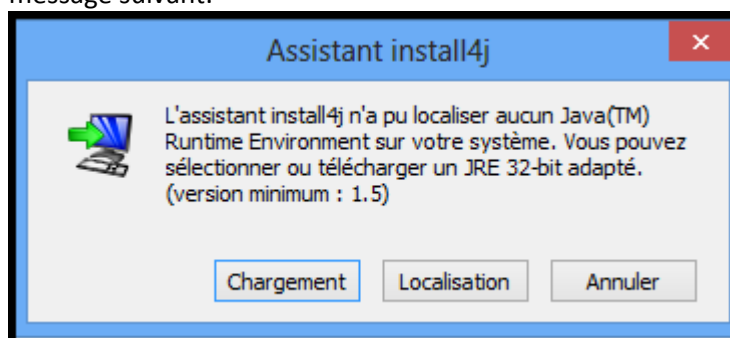 message suivant:
Assistant install4j
L'assistant install4j n'a pu localiser aucun Java(TM)
Runtime Environment sur votre système. Vous pouvez
sélectionner ou télécharger un JRE 32-bit adapté.
(version minimum : 1.5)
Chargement Localisation Annuler